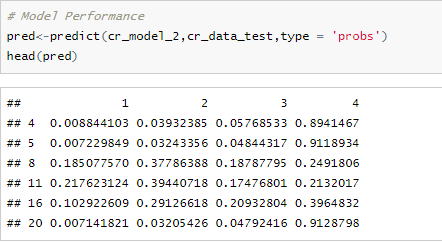 # Model Performance
pred<-predict(cr_model_2,cr_data_test,type = 'probs')
head(pred)
## 1 2 3 4
## 4 0.008844103 0.03932385 0.05768533 0.8941467
## 5 0.007229849 0.03243356 0.04844317 0.9118934
## 8 0.185077570 0.37786388 0.18787795 0.2491806
## 11 0.217623124 0.39440718 0.17476801 0.2132017
## 16 0.102922609 0.29126618 0.20932804 0.3964832
## 20 0.007141821 0.03205426 0.04792416 0.9128798